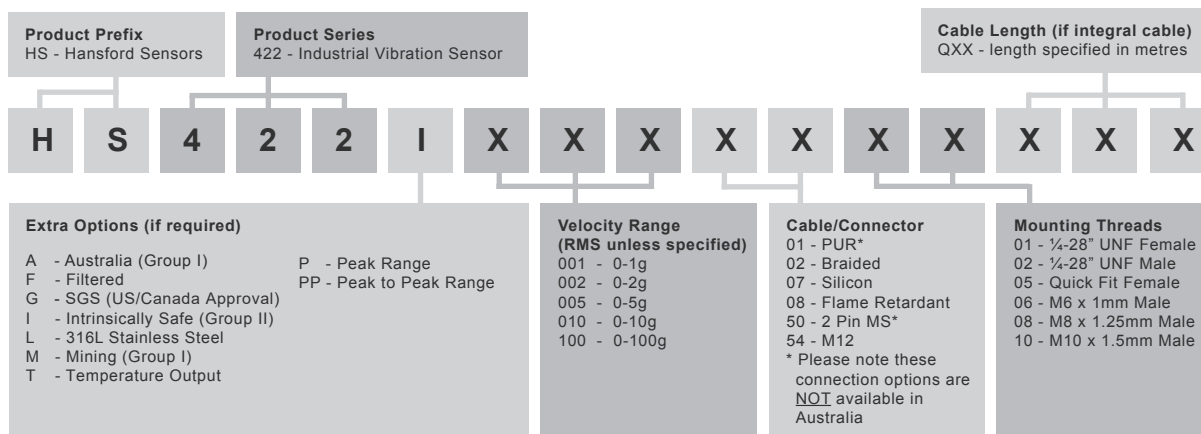 Product Prefix
HS - Hansford Sensors
Product Series
422 - Industrial Vibration Sensor
Cable Length (if integral cable)
QXX - length specified in metres
H S 4 2 2 I X X X X X X X X X X
Extra Options (if required)
A - Australia (Group I)
F - Filtered
G - SGS (US/Canada Approval)
I - Intrinsically Safe (Group II)
L - 316L Stainless Steel
M - Mining (Group I)
T - Temperature Output
P - Peak Range
PP - Peak to Peak Range
Velocity Range
(RMS unless specified)
001 - 0-1g
002 - 0-2g
005 - 0-5g
010 - 0-10g
100 - 0-100g
Cable/Connector
01 - PUR*
02 - Braided
07 - Silicon
08 - Flame Retardant
50 - 2 Pin MS*
54 - M12
* Please note these
connection options are
NOT available in
Australia
Mounting Threads
01 - ¼-28” UNF Female
02 - ¼-28” UNF Male
05 - Quick Fit Female
06 - M6 x 1mm Male
08 - M8 x 1.25mm Male
10 - M10 x 1.5mm Male